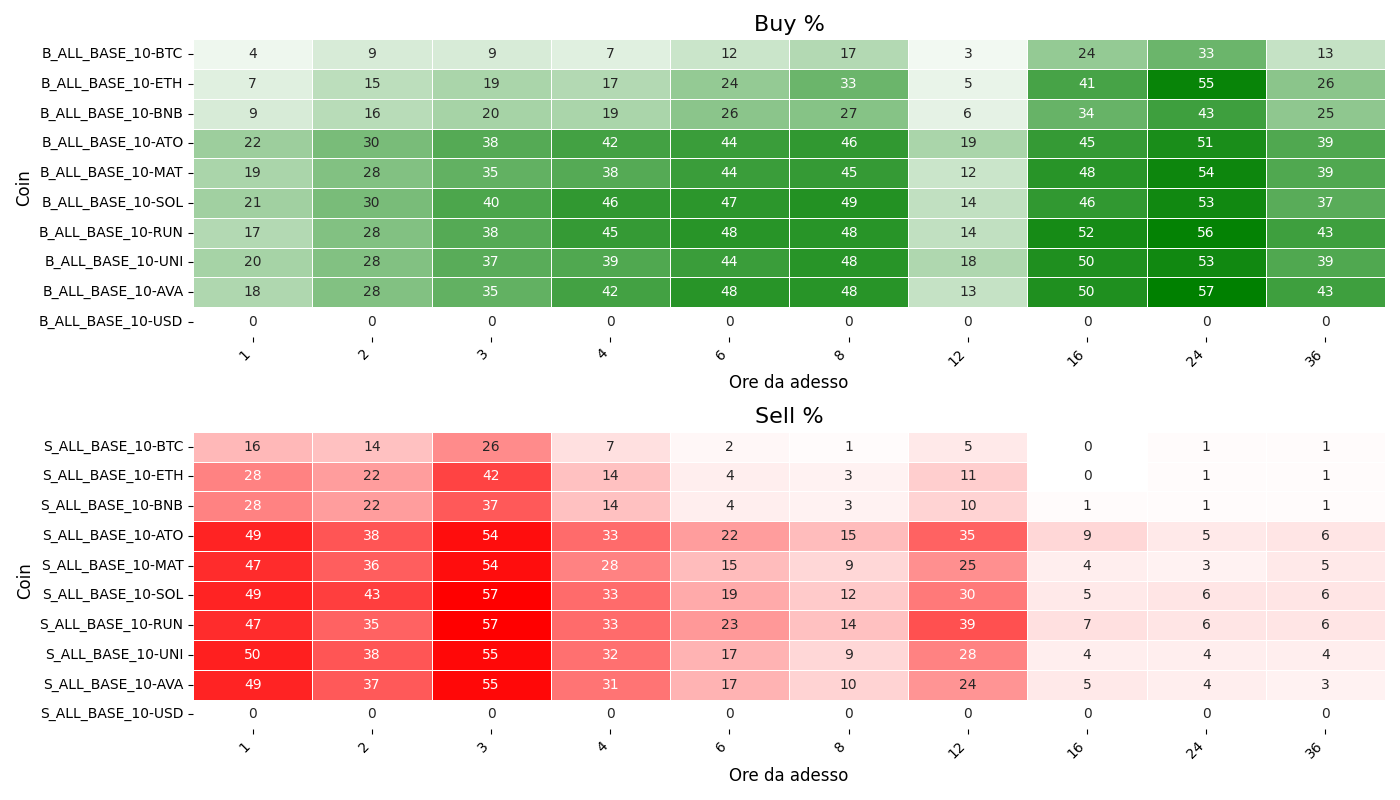 Buy %
Coin
B_ALL_BASE_10-BTC 4 9 9 7 12 17 3 24 33 13
B_ALL_BASE_10-ETH 7 15 19 17 24 33 5 41 55 26
B_ALL_BASE_10-BNB 9 16 20 19 26 27 6 34 43 25
B_ALL_BASE_10-ATO 22 30 38 42 44 46 19 45 51 39
B_ALL_BASE_10-MAT 19 28 35 38 44 45 12 48 54 39
B_ALL_BASE_10-SOL 21 30 40 46 47 49 14 46 53 37
B_ALL_BASE_10-RUN 17 28 38 45 48 48 14 52 56 43
B_ALL_BASE_10-UNI 20 28 37 39 44 48 18 50 53 39
B_ALL_BASE_10-AVA 18 28 35 42 48 48 13 50 57 43
B_ALL_BASE_10-USD 0 0 0 0 0 0 0 0 0 0
1 2 3 4 6 8 12 16 24 36
Ore da adesso
Sell %
Coin
S_ALL_BASE_10-BTC 16 14 26 7 2 1 5 0 1 1
S_ALL_BASE_10-ETH 28 22 42 14 4 3 11 0 1 1
S_ALL_BASE_10-BNB 28 22 37 14 4 3 10 1 1 1
S_ALL_BASE_10-ATO 49 38 54 33 22 15 35 9 5 6
S_ALL_BASE_10-MAT 47 36 54 28 15 9 25 4 3 5
S_ALL_BASE_10-SOL 49 43 57 33 19 12 30 5 6 6
S_ALL_BASE_10-RUN 47 35 57 33 23 14 39 7 6 6
S_ALL_BASE_10-UNI 50 38 55 32 17 9 28 4 4 4
S_ALL_BASE_10-AVA 49 37 55 31 17 10 24 5 4 3
S_ALL_BASE_10-USD 0 0 0 0 0 0 0 0 0 0
1 2 3 4 6 8 12 16 24 36
Ore da adesso